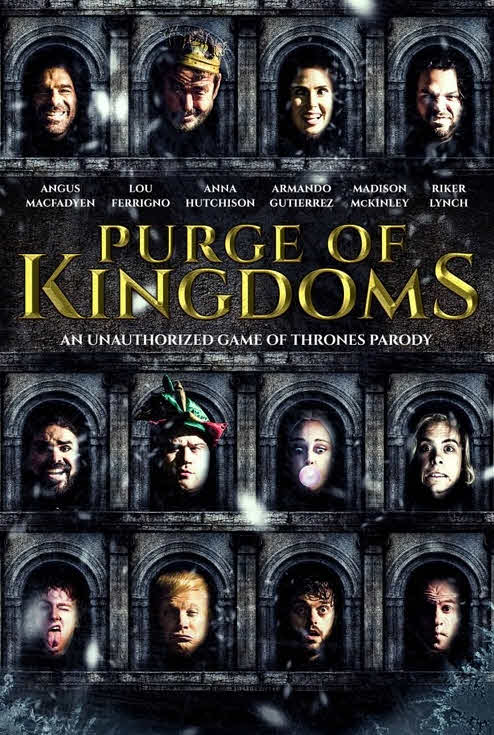 ANGUS LOU ANNA ARMANDO MADISON RIKER
MACFADYEN FERRIGNO HUTCHISON GUTIERREZ McKINLEY LYNCH
PURGE OF
KINGDOMS
AN UNAUTHORIZED GAME OF THRONES PARODY